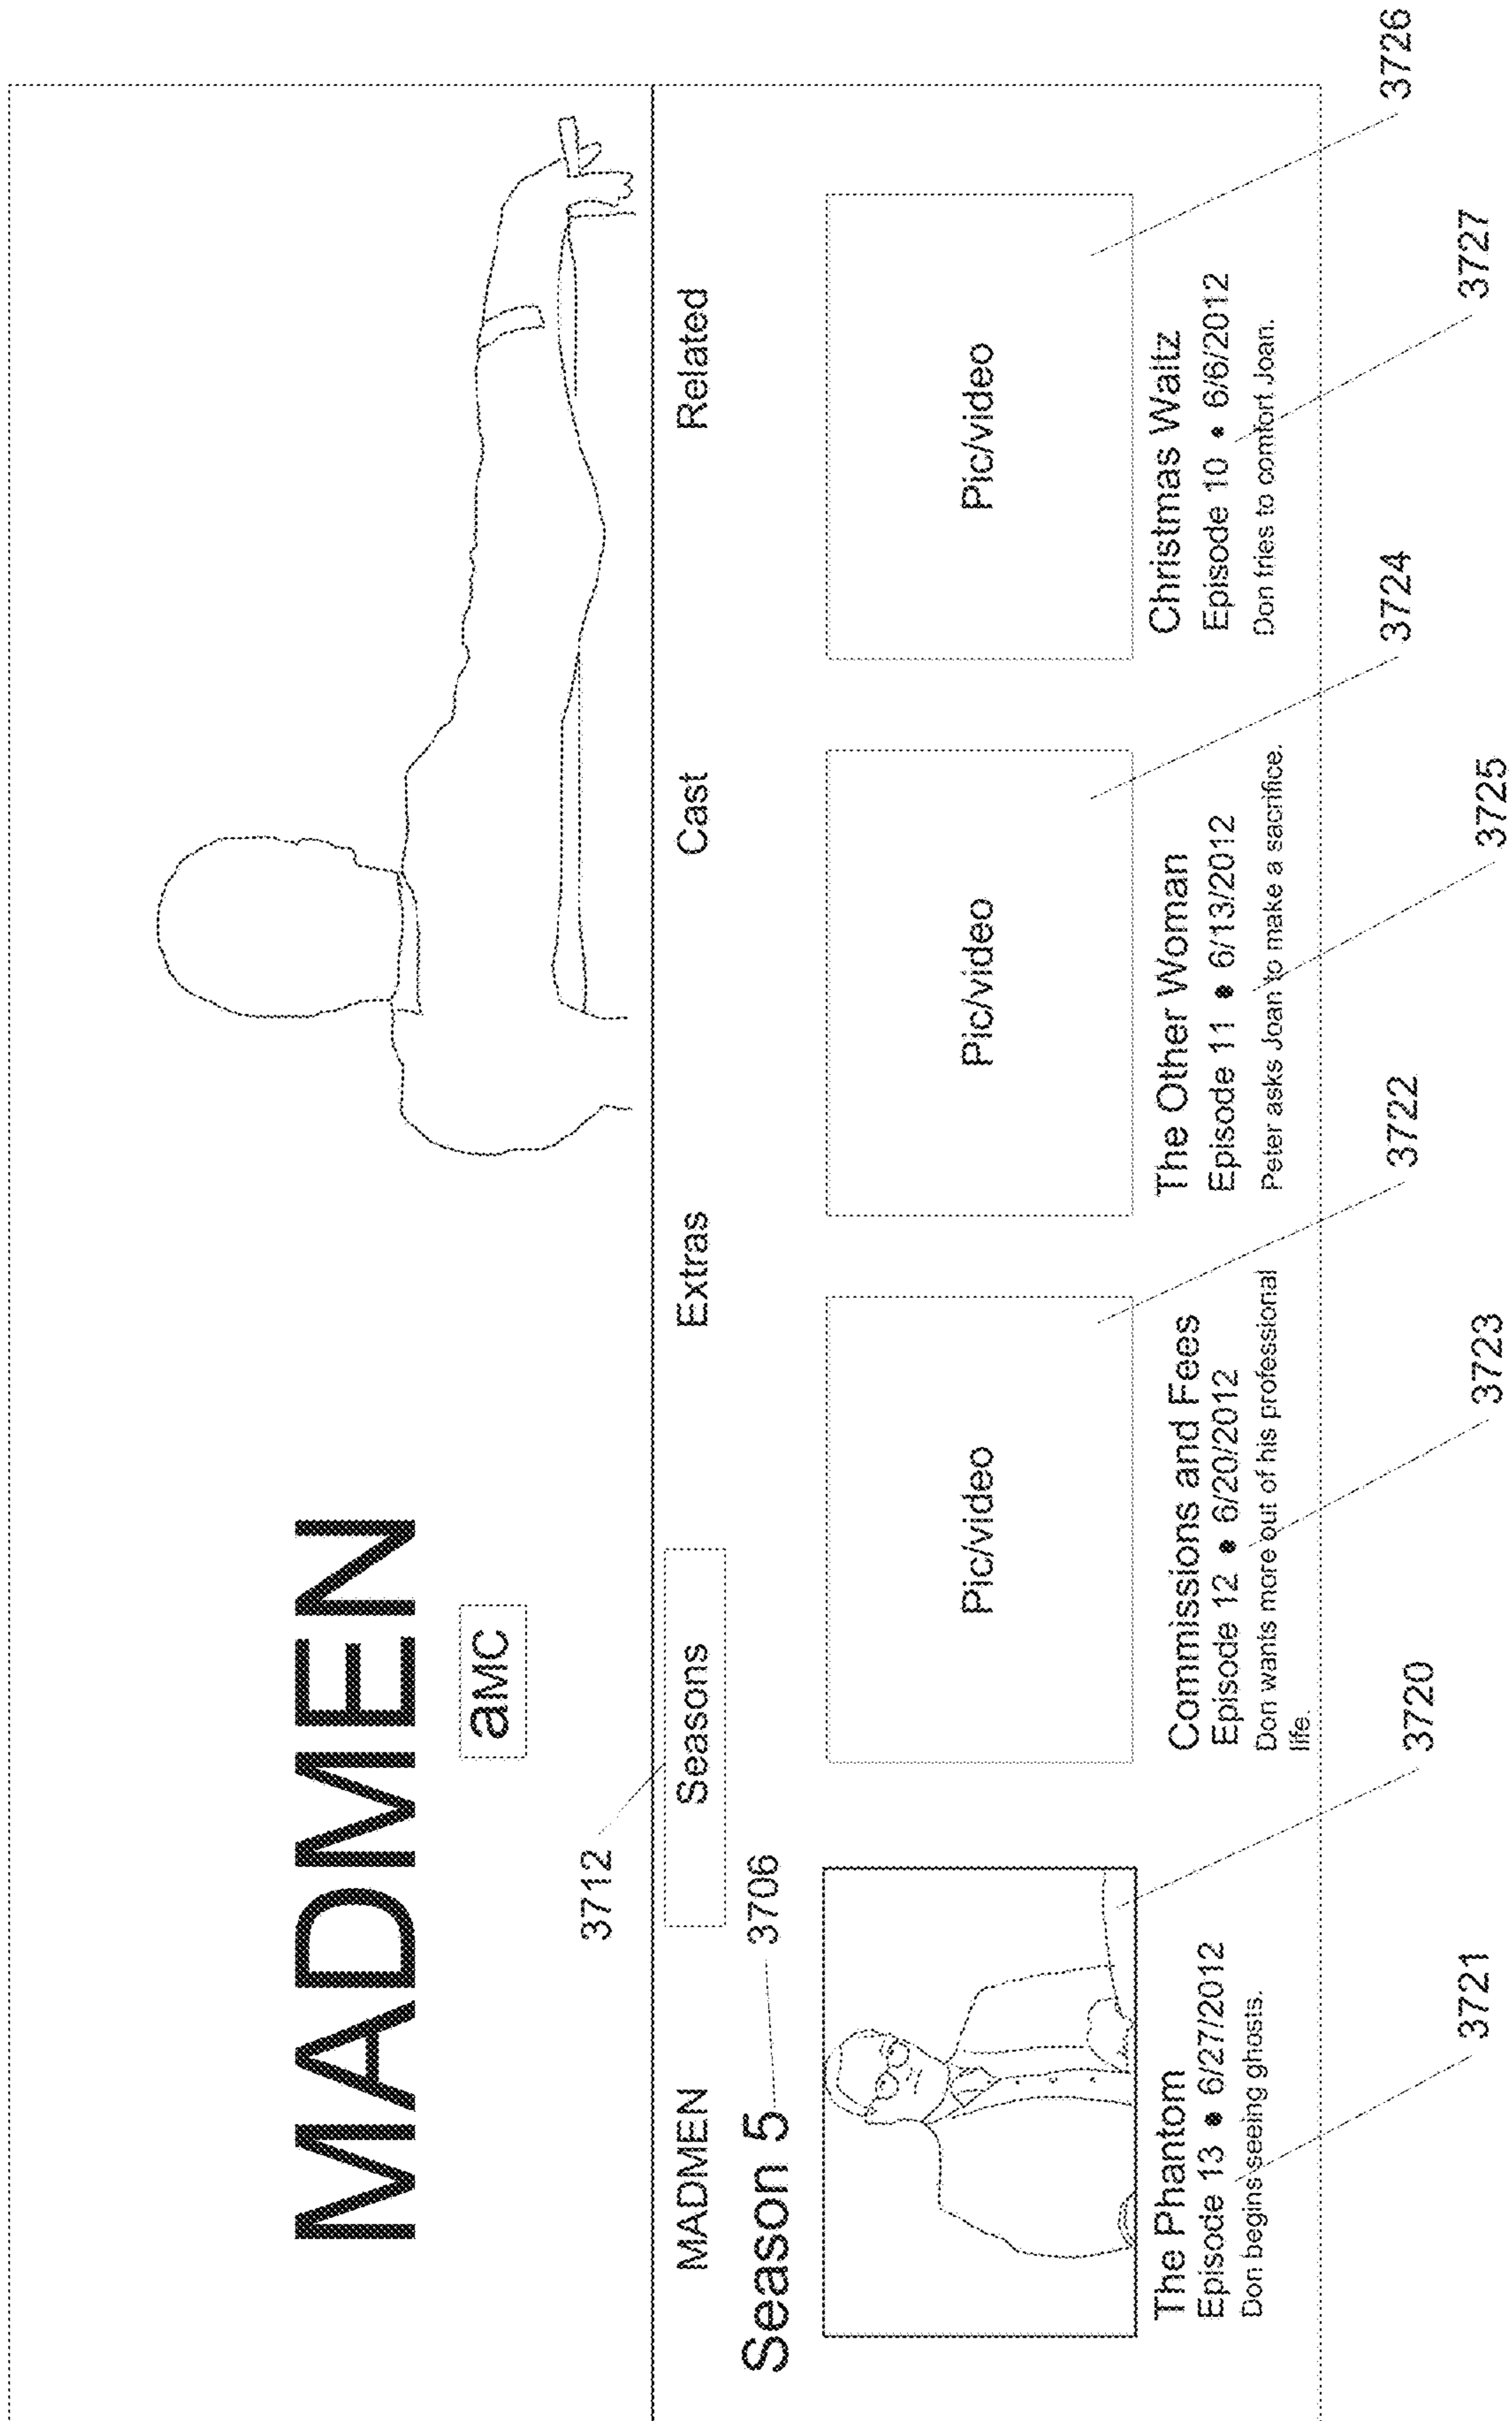 MADMEN
aMC
3712
MADMEN
Seasons
Extras
Cast
Related
Season 5
3706
Pic/video
Pic/video
Pic/video
The Phantom
Episode 13 • 6/27/2012
Don begins seeing ghosts.
Commissions and Fees
Episode 12 • 6/20/2012
Don wants more out of his professional
life.
The Other Woman
Episode 11 • 6/13/2012
Peter asks Joan to make a sacrifice.
Christmas Waltz
Episode 10 • 6/6/2012
Don tries to comfort Joan.
3720
3722
3724
3726
3721
3723
3725
3727